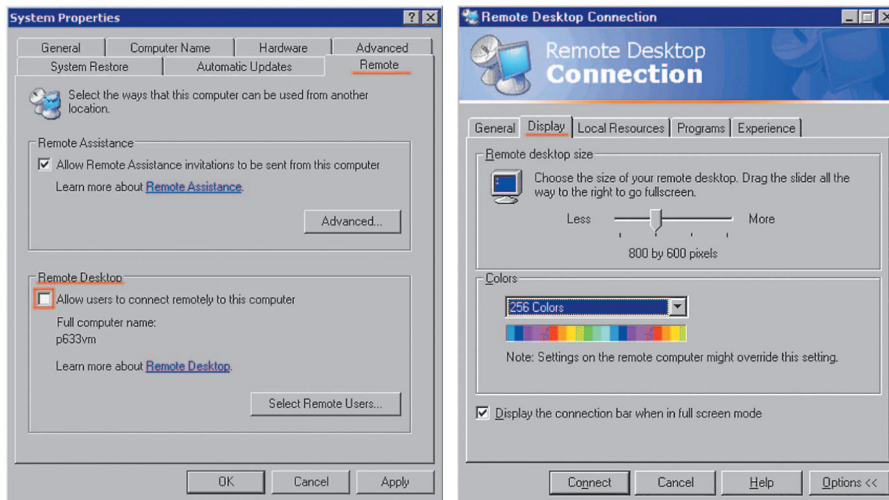 System Properties
General
Computer Name
Hardware
Advanced
System Restore
Automatic Updates
Remote
Select the ways that this computer can be used from another
location.
Remote Assistance
Allow Remote Assistance invitations to be sent from this computer
Learn more about Remote Assistance.
Advanced...
Remote Desktop
Allow users to connect remotely to this computer
Full computer name:
p633vm
Learn more about Remote Desktop.
Select Remote Users...
OK
Cancel
Apply
Remote Desktop Connection
Remote Desktop
Connection
General
Display
Local Resources
Programs
Experience
Remote desktop size
Choose the size of your remote desktop. Drag the slider all the
way to the right to go fullscreen.
Less
More
800 by 600 pixels
Colors
256 Colors
Note: Settings on the remote computer might override this setting.
Display the connection bar when in full screen mode
Connect
Cancel
Help
Options <<